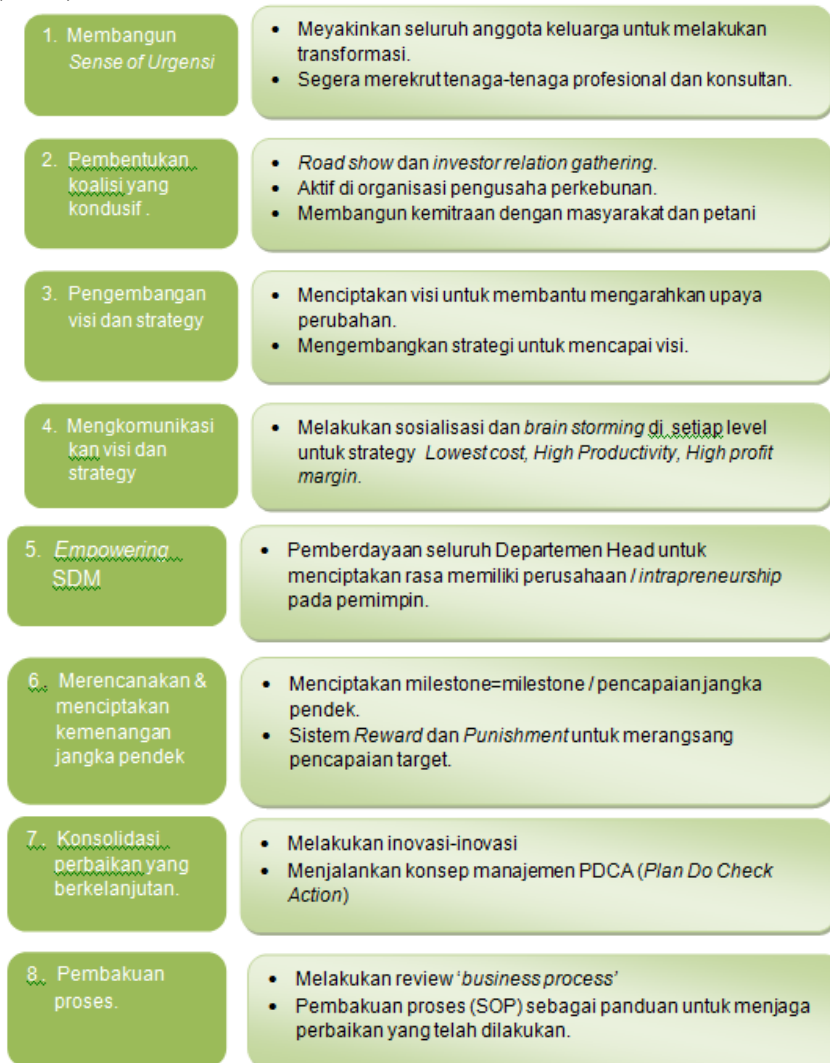 1. Membangun
Sense of Urgensi
• Meyakinkan seluruh anggota keluarga untuk melakukan
transformasi.
• Segera merekrut tenaga-tenaga profesional dan konsultan.
2. Pembentukan
koalisi yang
kondusif .
• Road show dan investor relation gathering.
• Aktif di organisasi pengusaha perkebunan.
• Membangun kemitraan dengan masyarakat dan petani
3. Pengembangan
visi dan strategy
• Menciptakan visi untuk membantu mengarahkan upaya
perubahan.
• Mengembangkan strategi untuk mencapai visi.
4. Mengkomunikasi
kan visi dan
strategy
• Melakukan sosialisasi dan brain storming di setiap level
untuk strategy Lowest cost, High Productivity, High profit
margin.
5. Empowering
SDM
• Pemberdayaan seluruh Departemen Head untuk
menciptakan rasa memiliki perusahaan / intrapreneurship
pada pemimpin.
6. Merencanakan &
menciptakan
kemenangan
jangka pendek
• Menciptakan milestone=milestone / pencapaian jangka
pendek.
• Sistem Reward dan Punishment untuk merangsang
pencapaian target.
7. Konsolidasi
perbaikan yang
berkelanjutan.
• Melakukan inovasi-inovasi
• Menjalankan konsep manajemen PDCA (Plan Do Check
Action)
8. Pembakuan
proses.
• Melakukan review ‘business process’
• Pembakuan proses (SOP) sebagai panduan untuk menjaga
perbaikan yang telah dilakukan.